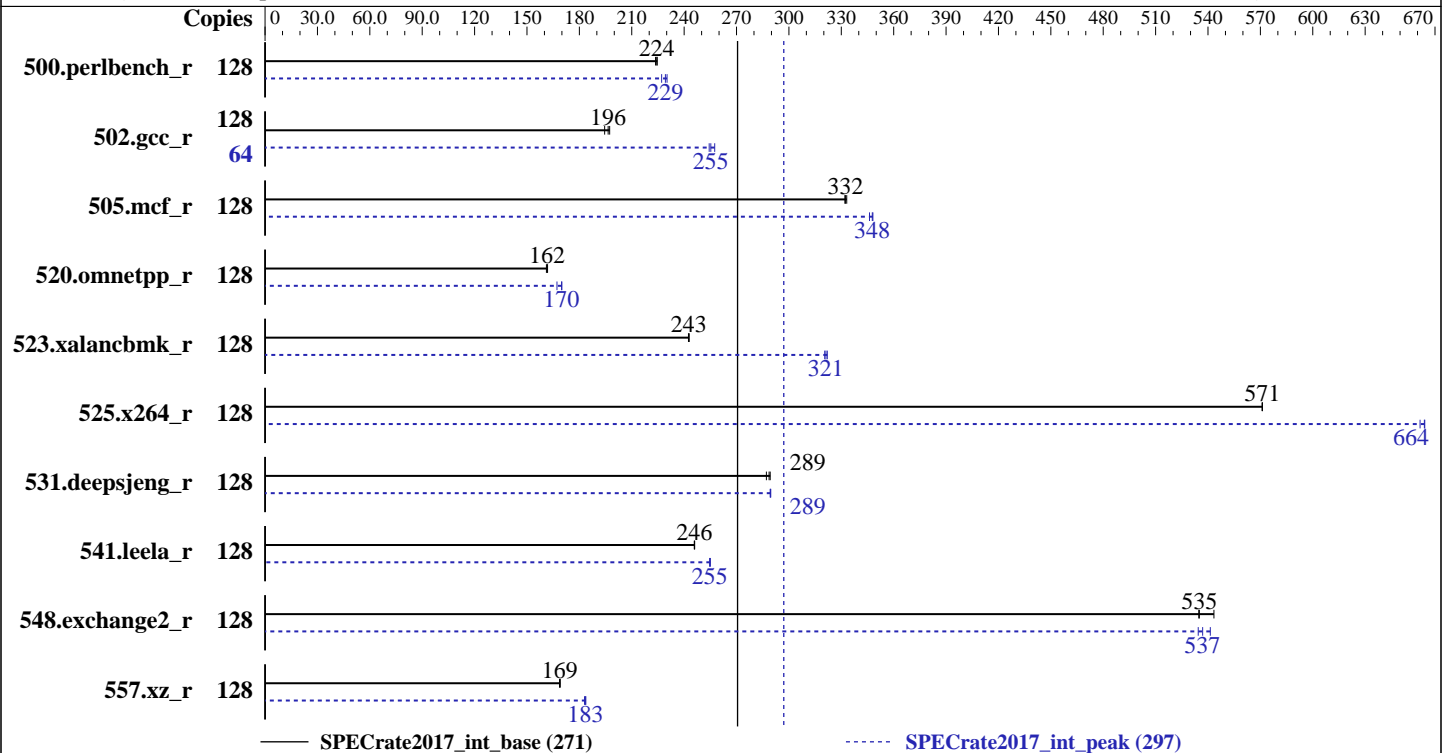 Copies 0 30.0 60.0 90.0 120 150 180 210 240 270 300 330 360 390 420 450 480 510 540 570 600 630 670
224
500.perlbench_r 128
229
196
128
502.gcc_r
64
255
332
505.mcf_r 128
348
162
520.omnetpp_r 128
170
243
523.xalancbmk_r 128
321
571
525.x264_r 128
664
289
531.deepsjeng_r 128
289
246
541.leela_r 128
255
535
548.exchange2_r 128
537
169
557.xz_r 128
183
SPECrate2017_int_base (271) SPECrate2017_int_peak (297)